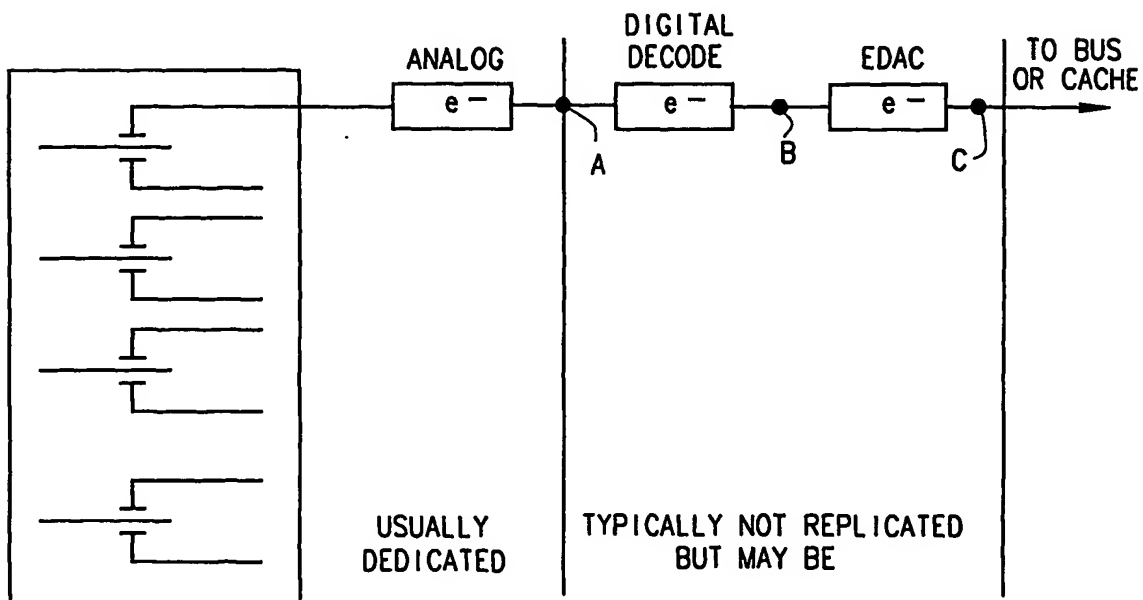 ANALOG
DIGITAL
DECODE
EDAC
TO BUS
OR CACHE
e⁻
e⁻
e⁻
A
B
C
USUALLY
DEDICATED
TYPICALLY NOT REPLICATED
BUT MAY BE